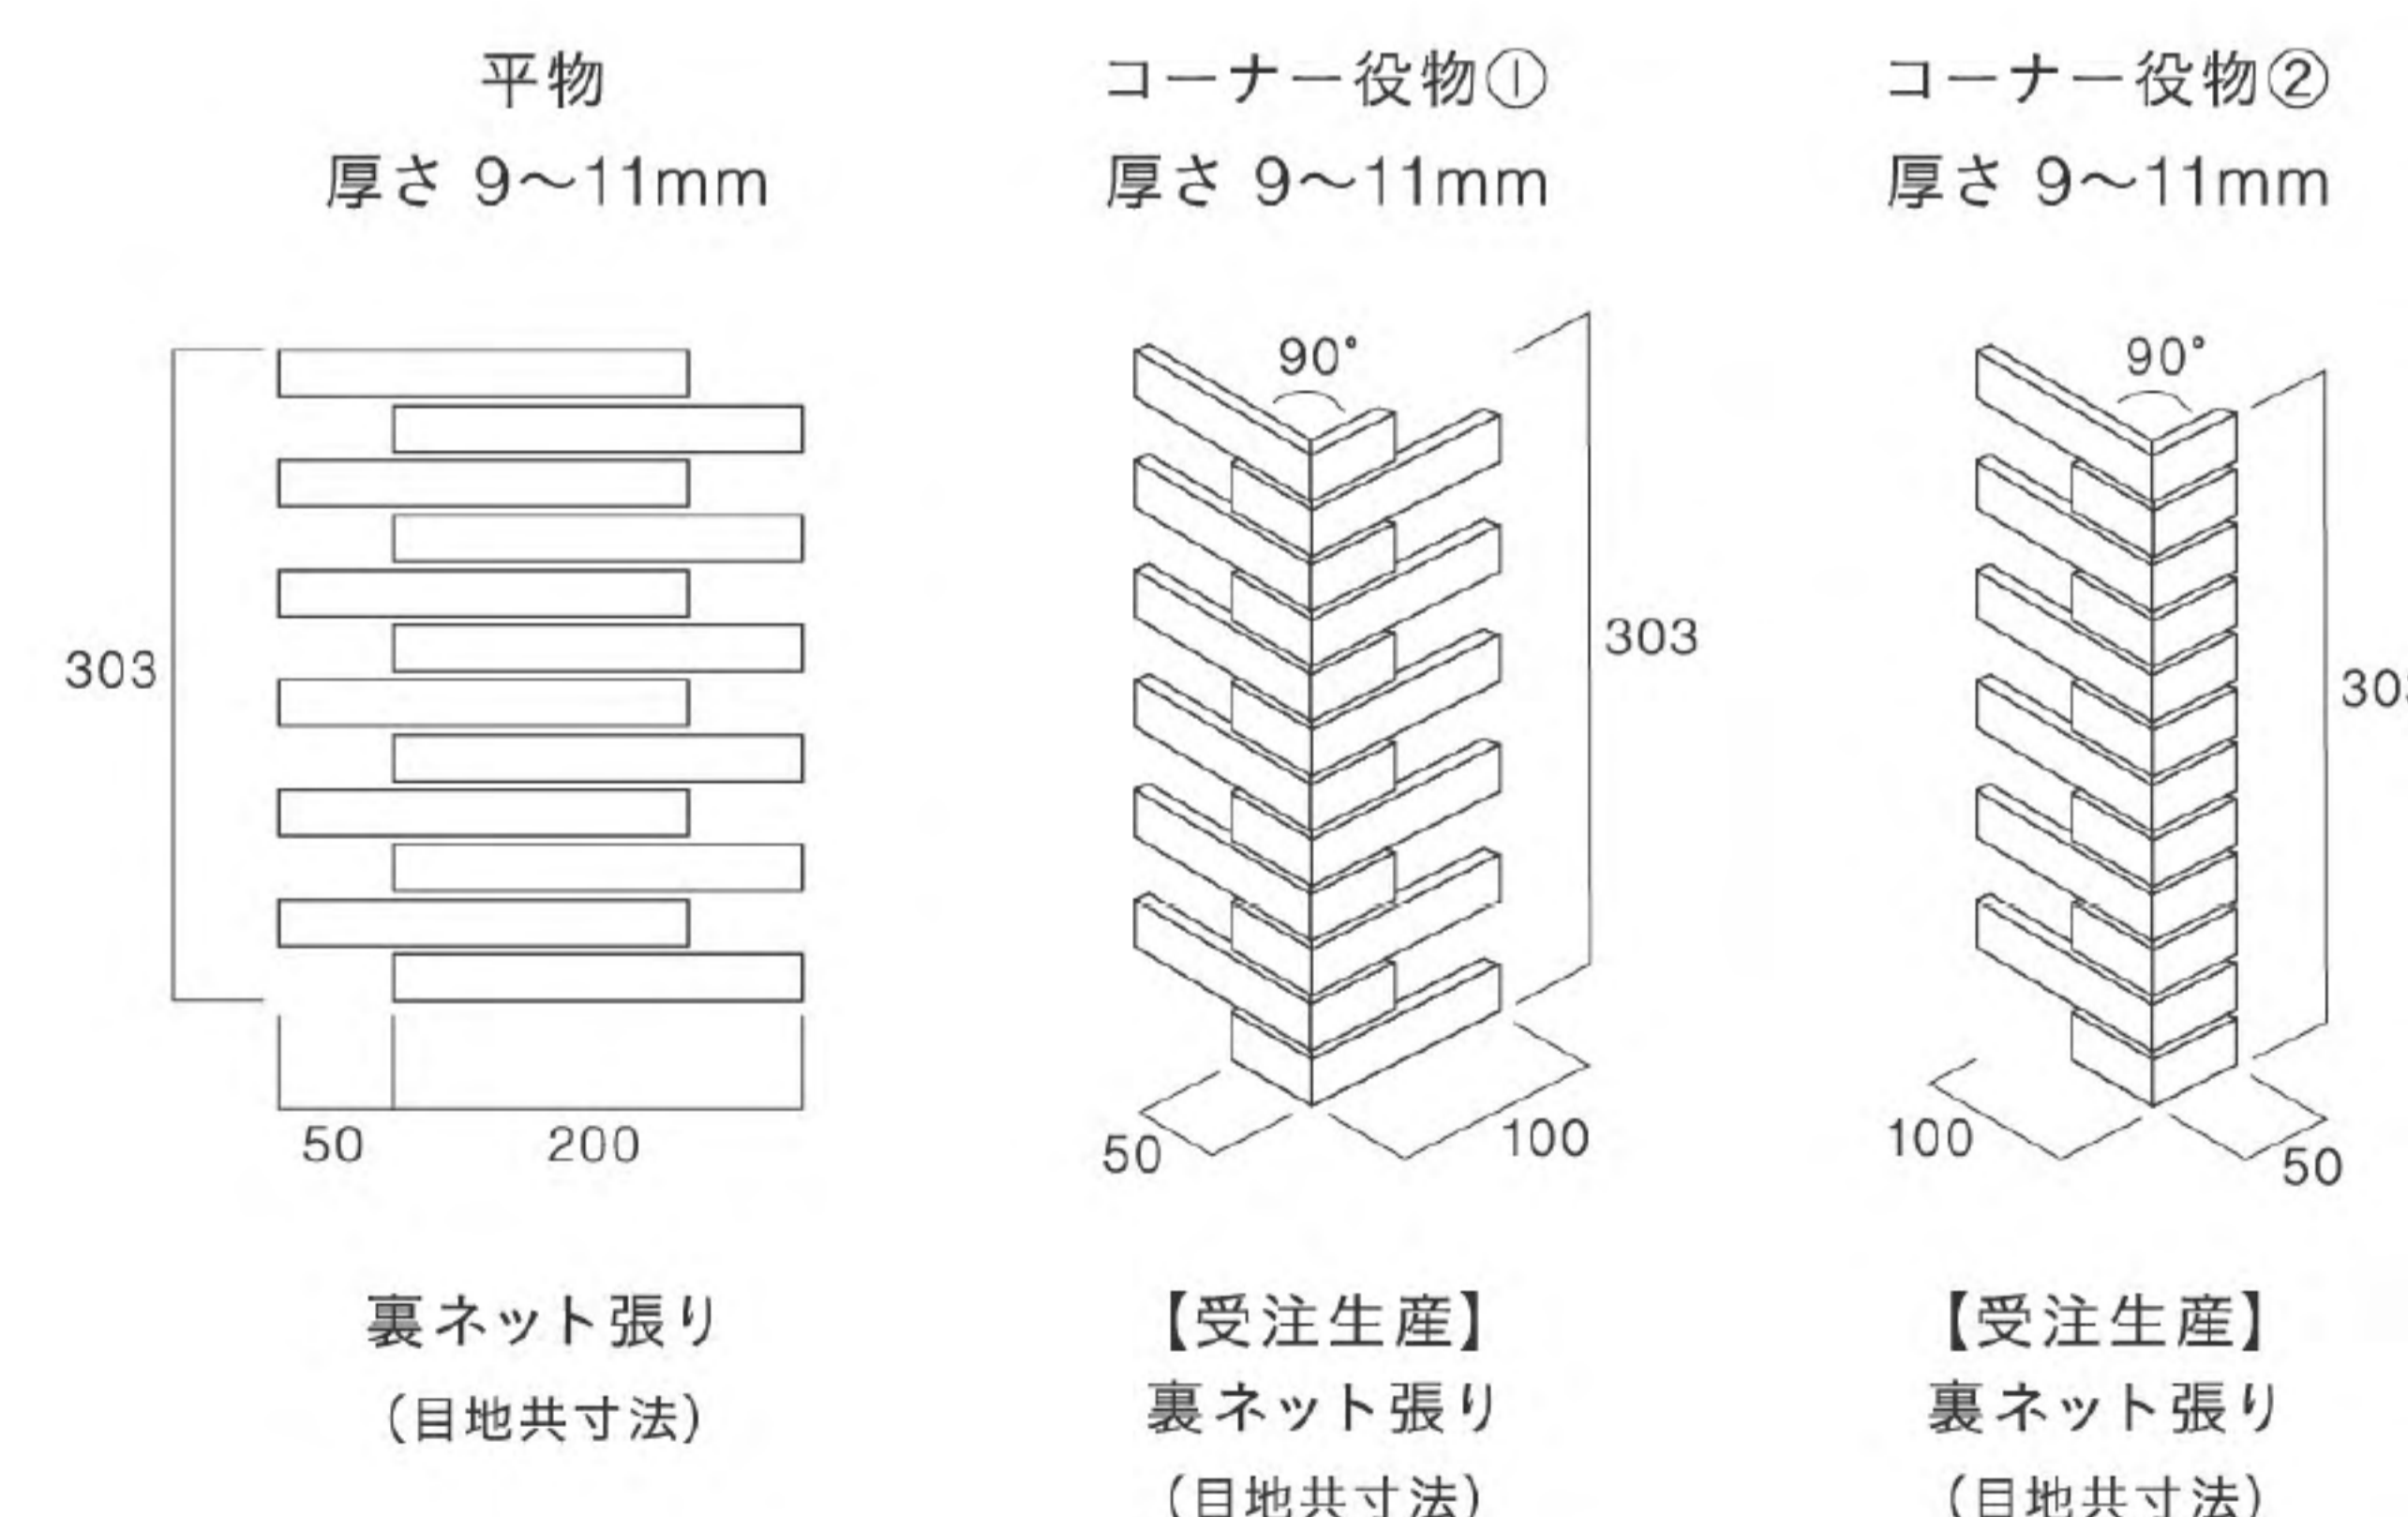 平物
厚さ 9〜11mm
303
50
200
裏ネット張り
(目地共寸法)
コーナー役物①
厚さ 9〜11mm
90°
303
50
100
【受注生産】
裏ネット張り
(目地共寸法)
コーナー役物②
厚さ 9〜11mm
90°
100
50
【受注生産】
裏ネット張り
(目地共寸法)